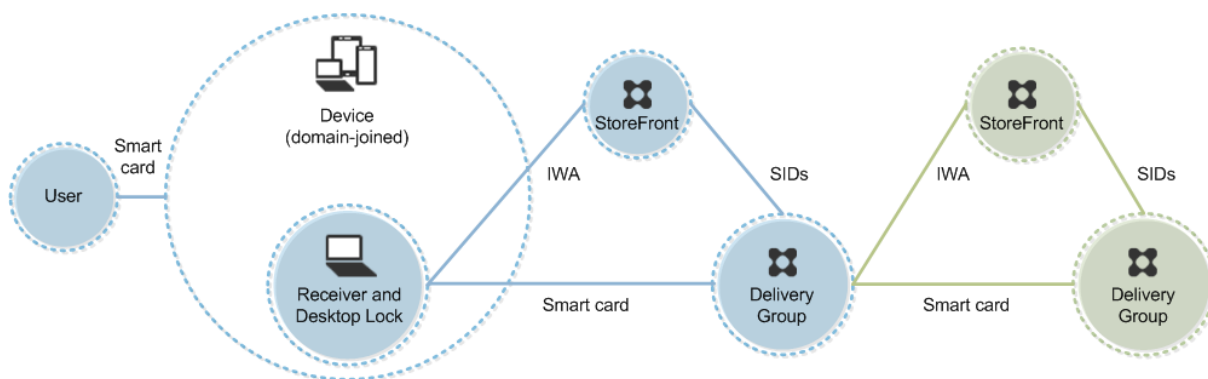 User
Smart
card
Device
(domain-joined)
Receiver and
Desktop Lock
IWA
StoreFront
SIDs
Smart card
Delivery
Group
IWA
StoreFront
SIDs
Smart card
Delivery
Group